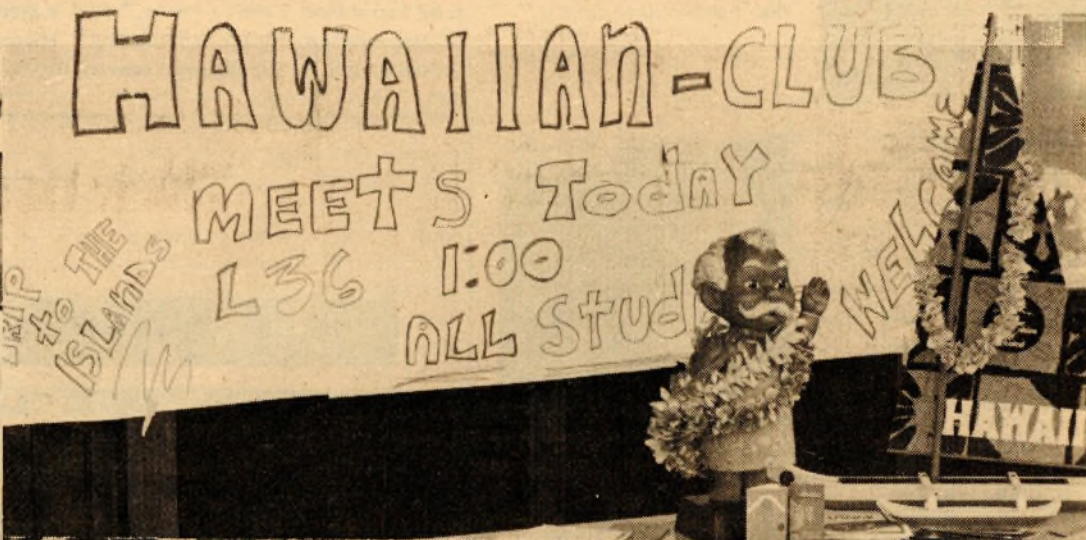 HAWAIIAN-CLUB
MEETS TodAY
L36 1:00
ALL Stud
WELCOME
TRIP
to THE
ISLANDS
HAWAII